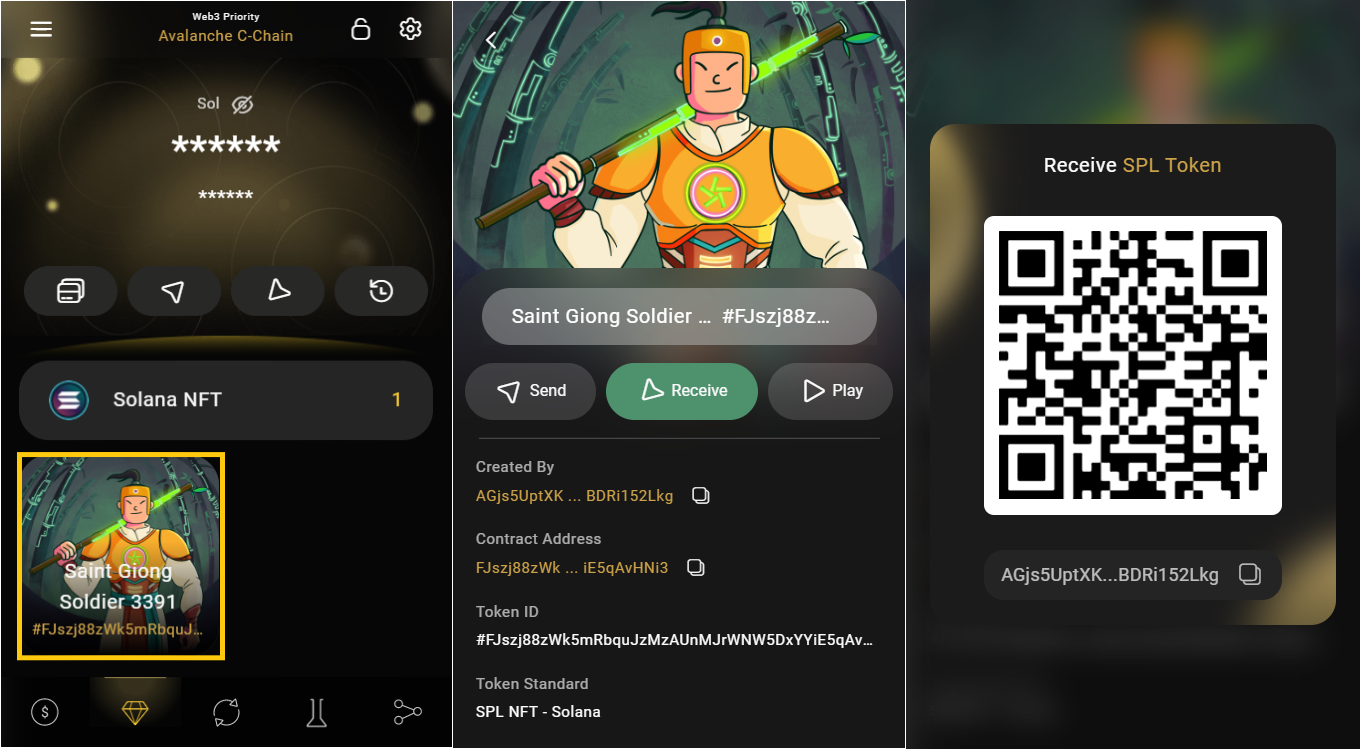 Web3 Priority
Avalanche C-Chain
Sol
******
******
Solana NFT
1
Saint Giong
Soldier 3391
#FJszj88zWk5mRbquJ...
Saint Giong Soldier ... #FJszj88z...
Send
Receive
Play
Created By
AGjs5UptXK ... BDRi152Lkg
Contract Address
FJszj88zWk ... iE5qAvHNi3
Token ID
#FJszj88zWk5mRbquJzMzAUnMJrWNW5DxYYiE5qAv...
Token Standard
SPL NFT - Solana
Receive SPL Token
AGjs5UptXK...BDRi152Lkg